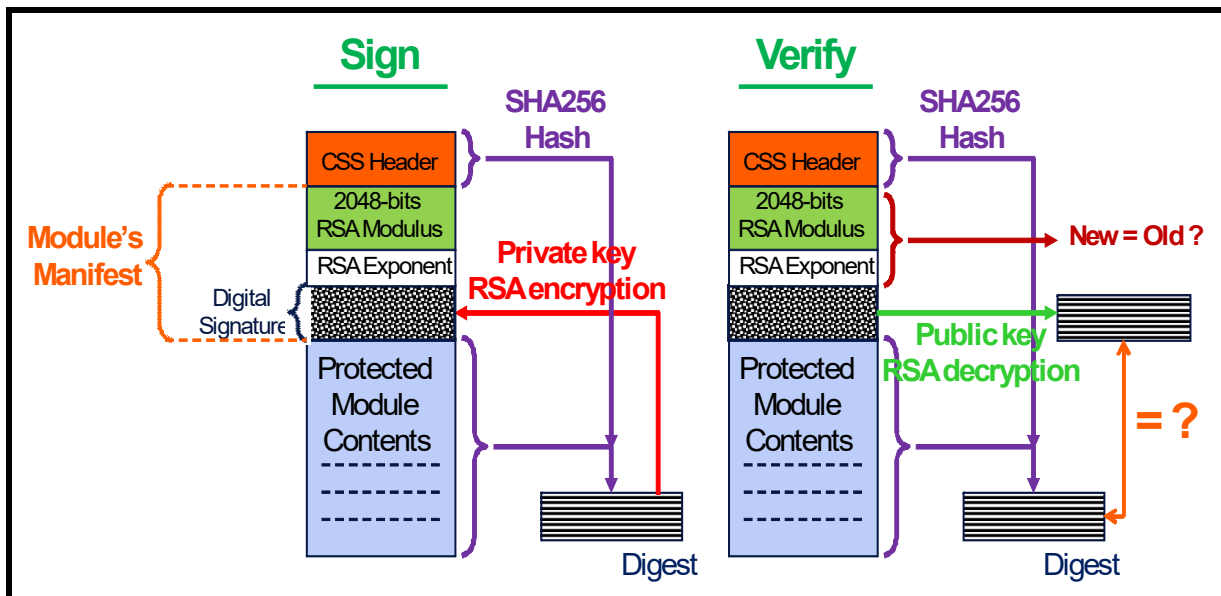 Sign
SHA256
Hash
CSS Header
2048-bits
RSA Modulus
RSA Exponent
Module's
Manifest
Digital
Signature
Private key
RSA encryption
Protected
Module
Contents
Digest
Verify
SHA256
Hash
CSS Header
2048-bits
RSA Modulus
RSA Exponent
New = Old ?
Public key
RSA decryption
Protected
Module
Contents
= ?
Digest